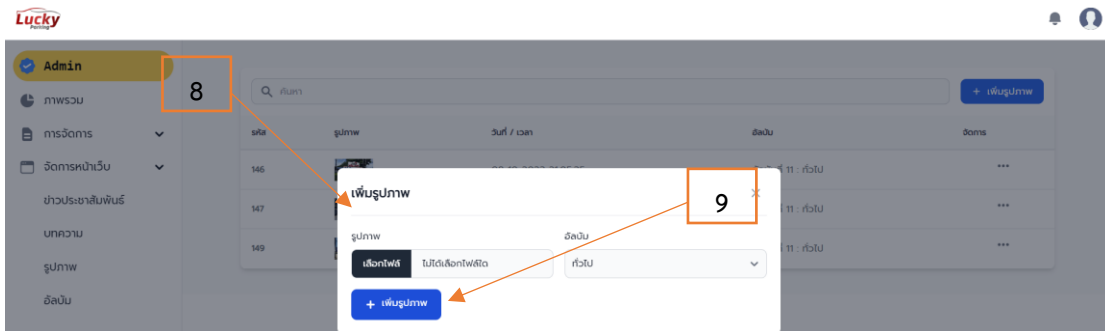 Lucky
Parking
Admin
ภาพรวม
การจัดการ
จัดการหน้าเว็บ
ข่าวประชาสัมพันธ์
บทความ
รูปภาพ
อัลบัม
8
ค้นหา
+ เพิ่มรูปภาพ
รหัส รูปภาพ วันที่ / เวลา อัลบัม จัดการ
146 11 : ทั่วไป •••
147 11 : ทั่วไป •••
149 11 : ทั่วไป •••
เพิ่มรูปภาพ
9
รูปภาพ อัลบัม
เลือกไฟล์ ไม่ได้เลือกไฟล์ใด ทั่วไป
+ เพิ่มรูปภาพ